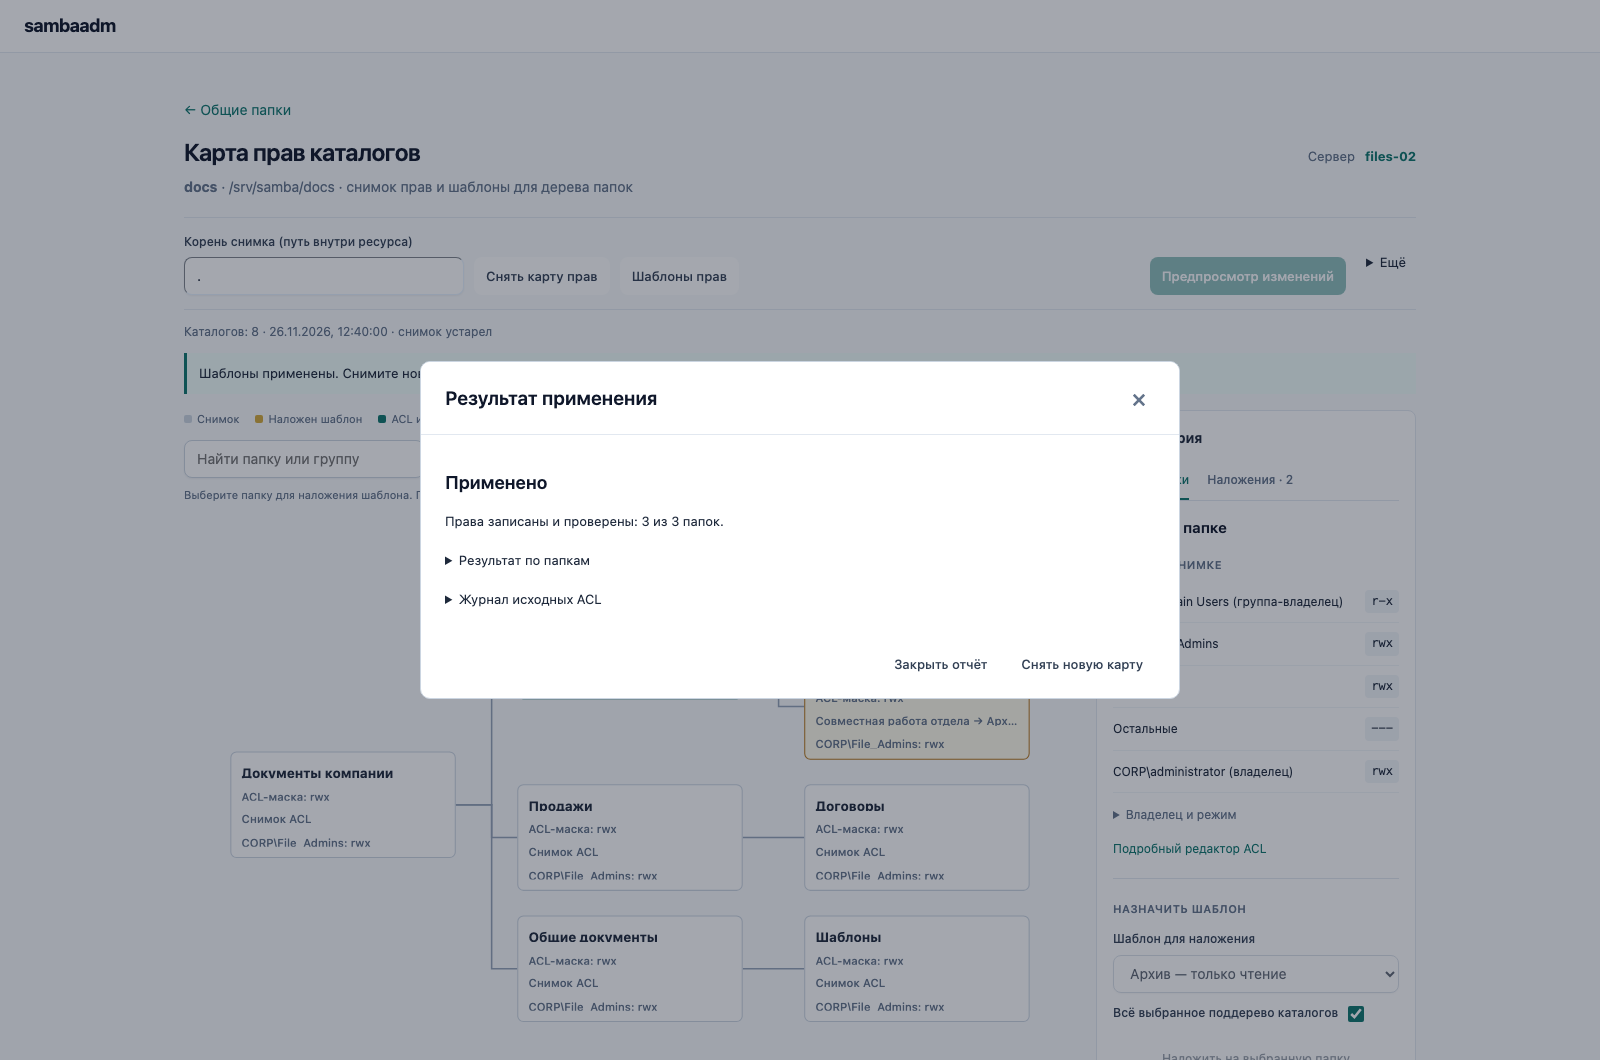 sambaadm
← Общие папки
Карта прав каталогов
Сервер files-02
docs · /srv/samba/docs · снимок прав и шаблоны для дерева папок
Корень снимка (путь внутри ресурса)
.
Снять карту прав
Шаблоны прав
Предпросмотр изменений
▶ Ещё
Каталогов: 8 · 26.11.2026, 12:40:00 · снимок устарел
Шаблоны применены. Снимите
Снимок
Наложен шаблон
ACL
Найти папку или группу
Выберите папку для наложения шаблона.
Результат применения
×
Применено
Права записаны и проверены: 3 из 3 папок.
▶ Результат по папкам
▶ Журнал исходных ACL
Закрыть отчёт
Снять новую карту
Наложения · 2
папке
Users (группа-владелец)
r-x
Admins
rwx
rwx
Остальные
---
CORP\administrator (владелец)
rwx
▶ Владелец и режим
Подробный редактор ACL
НАЗНАЧИТЬ ШАБЛОН
Шаблон для наложения
Архив — только чтение
Всё выбранное поддерево каталогов
Наложить на выбранную папку
ACL-маска: rwx
Совместная работа отдела → Арх...
CORP\File_Admins: rwx
Документы компании
ACL-маска: rwx
Снимок ACL
CORP\File_Admins: rwx
Продажи
ACL-маска: rwx
Снимок ACL
CORP\File_Admins: rwx
Договоры
ACL-маска: rwx
Снимок ACL
CORP\File_Admins: rwx
Общие документы
ACL-маска: rwx
Снимок ACL
CORP\File_Admins: rwx
Шаблоны
ACL-маска: rwx
Снимок ACL
CORP\File_Admins: rwx